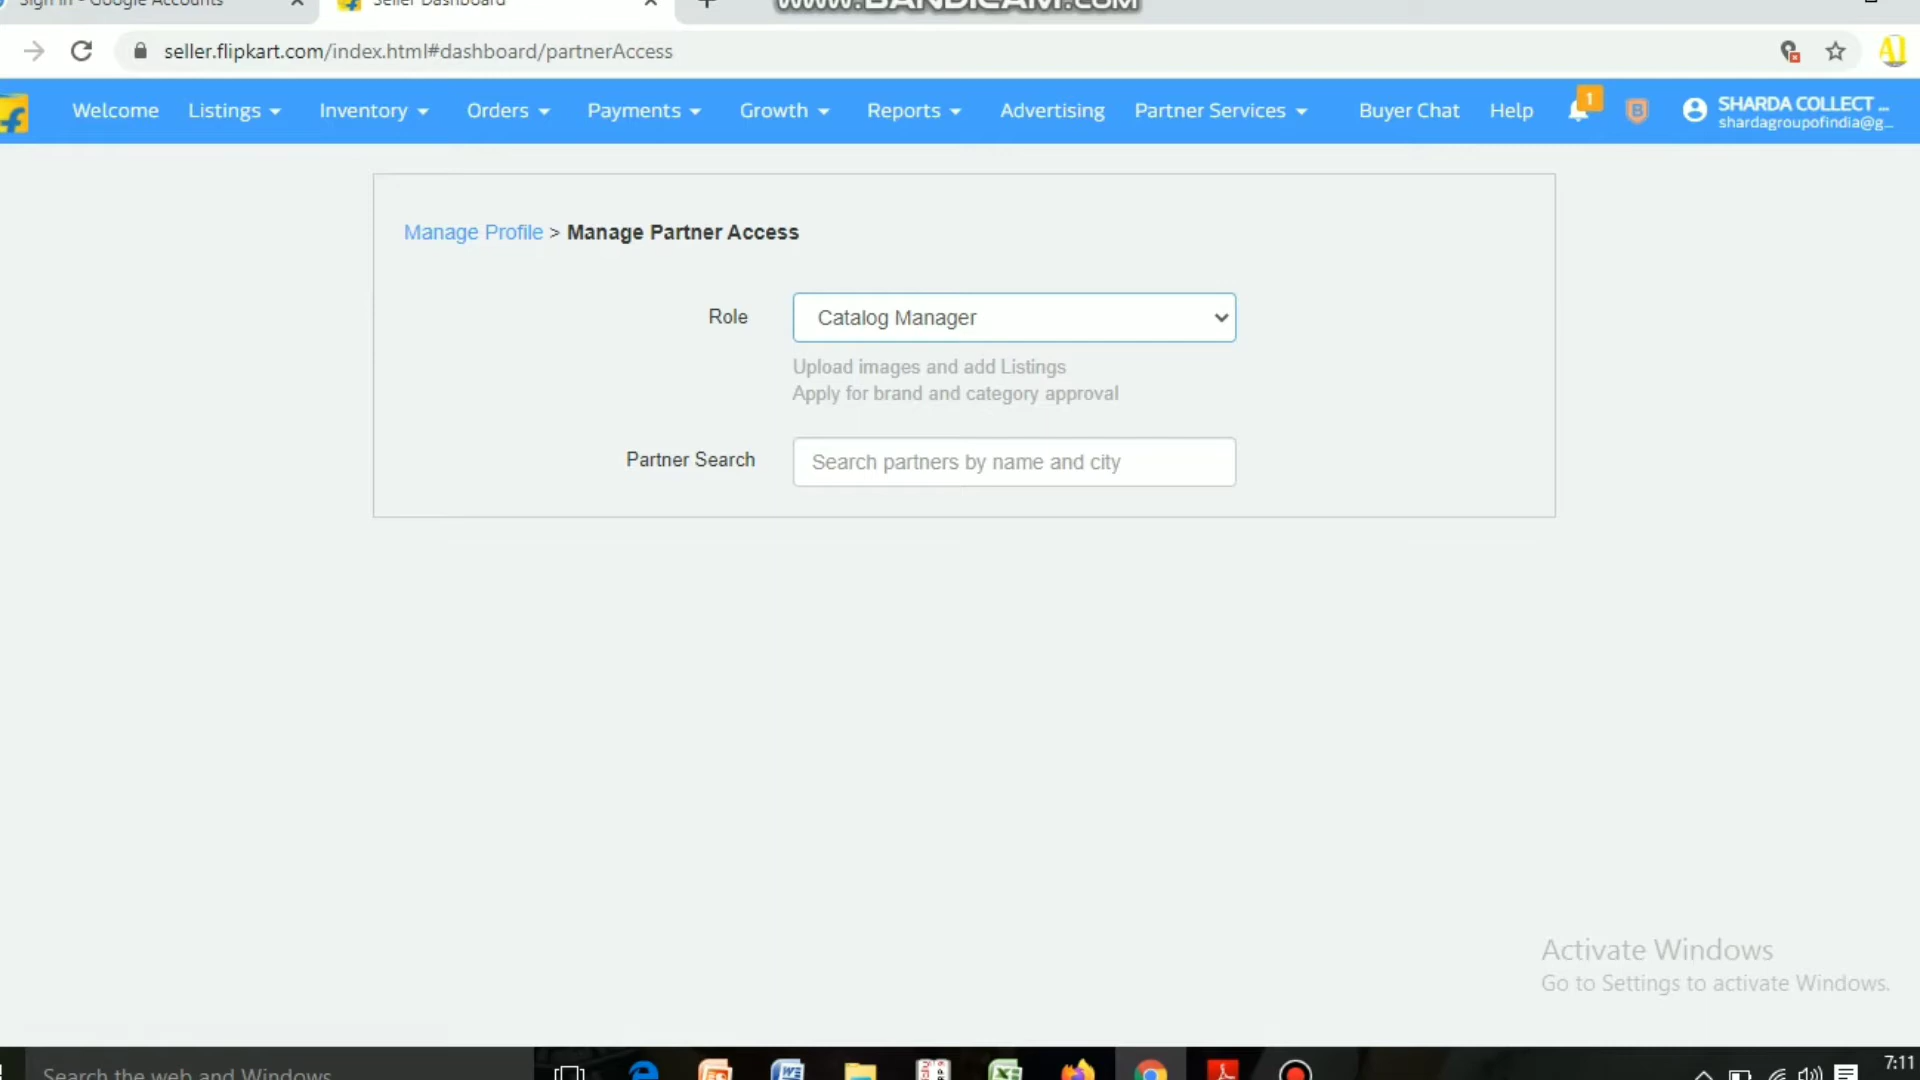 Sign in - Google Accounts
Seller Dashboard
www.BANDICAM.com
seller.flipkart.com/index.html#dashboard/partnerAccess
Welcome Listings Inventory Orders Payments Growth Reports Advertising Partner Services Buyer Chat Help 1 B SHARDA COLLECT ...
shardagroupofindia@g...
Manage Profile > Manage Partner Access
Role Catalog Manager
Upload images and add Listings
Apply for brand and category approval
Partner Search Search partners by name and city
Activate Windows
Go to Settings to activate Windows.
Search the web and Windows
7:11